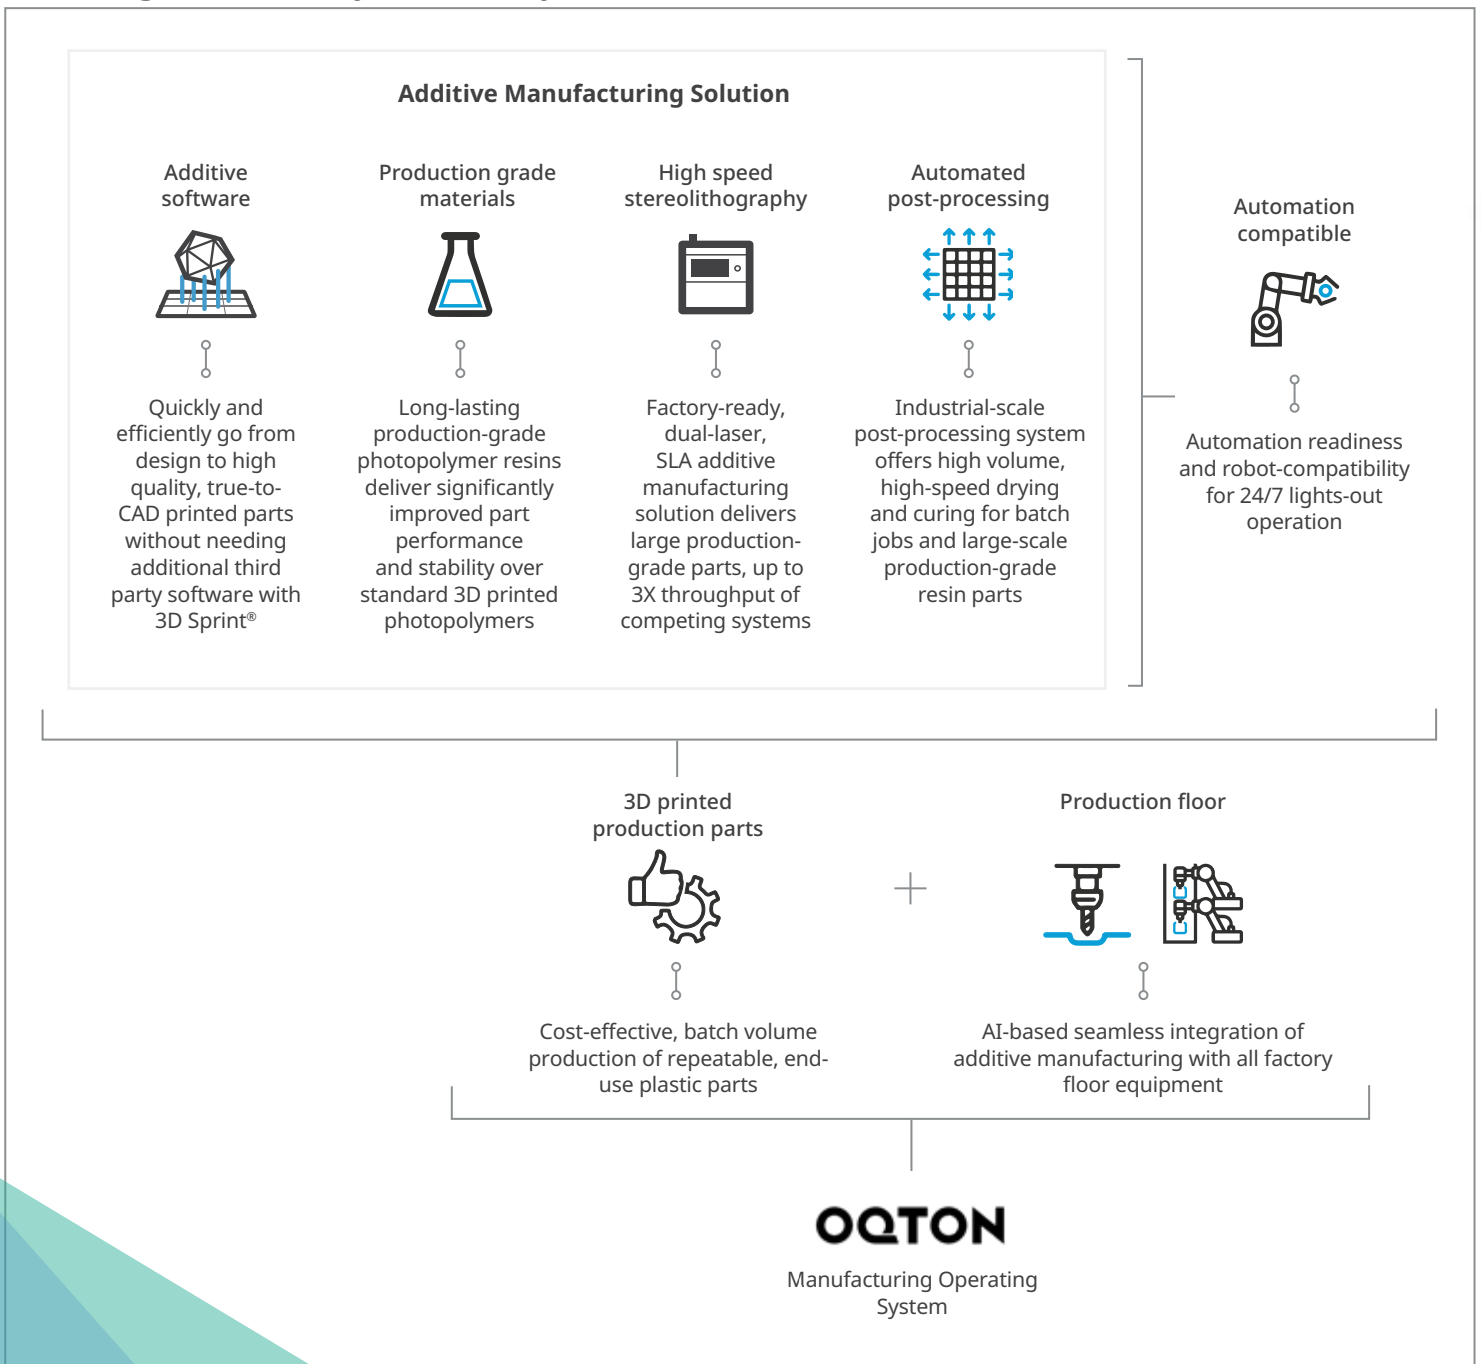 Additive Manufacturing Solution
Additive
software
Quickly and
efficiently go from
design to high
quality, true-to-
CAD printed parts
without needing
additional third
party software with
3D Sprint®
Production grade
materials
Long-lasting
production-grade
photopolymer resins
deliver significantly
improved part
performance
and stability over
standard 3D printed
photopolymers
High speed
stereolithography
Factory-ready,
dual-laser,
SLA additive
manufacturing
solution delivers
large production-
grade parts, up to
3X throughput of
competing systems
Automated
post-processing
Industrial-scale
post-processing system
offers high volume,
high-speed drying
and curing for batch
jobs and large-scale
production-grade
resin parts
Automation
compatible
Automation readiness
and robot-compatibility
for 24/7 lights-out
operation
3D printed
production parts
Cost-effective, batch volume
production of repeatable, end-
use plastic parts
Production floor
AI-based seamless integration of
additive manufacturing with all factory
floor equipment
OQTON
Manufacturing Operating
System